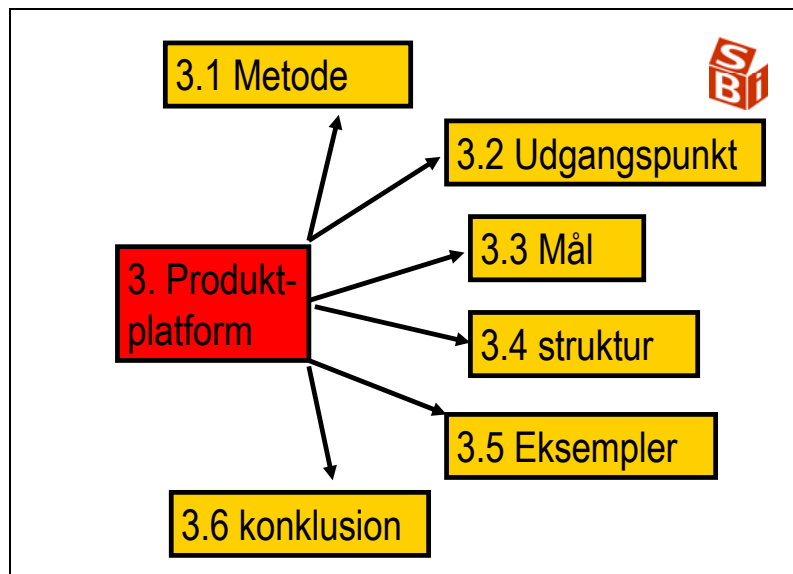 3.1 Metode
SBi
3.2 Udgangspunkt
3.3 Mål
3. Produkt-
platform
3.4 struktur
3.5 Eksempler
3.6 konklusion